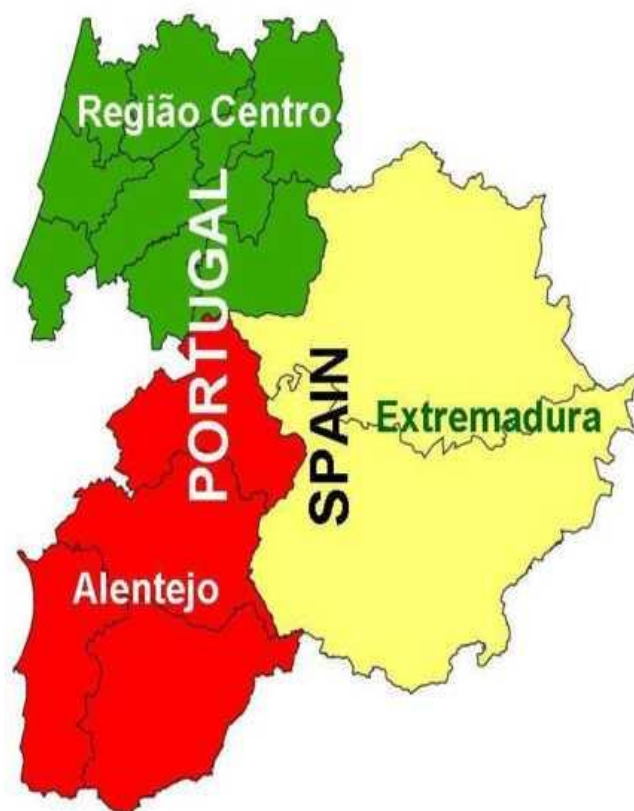 Região Centro
PORTUGAL
SPAIN
Extremadura
Alentejo